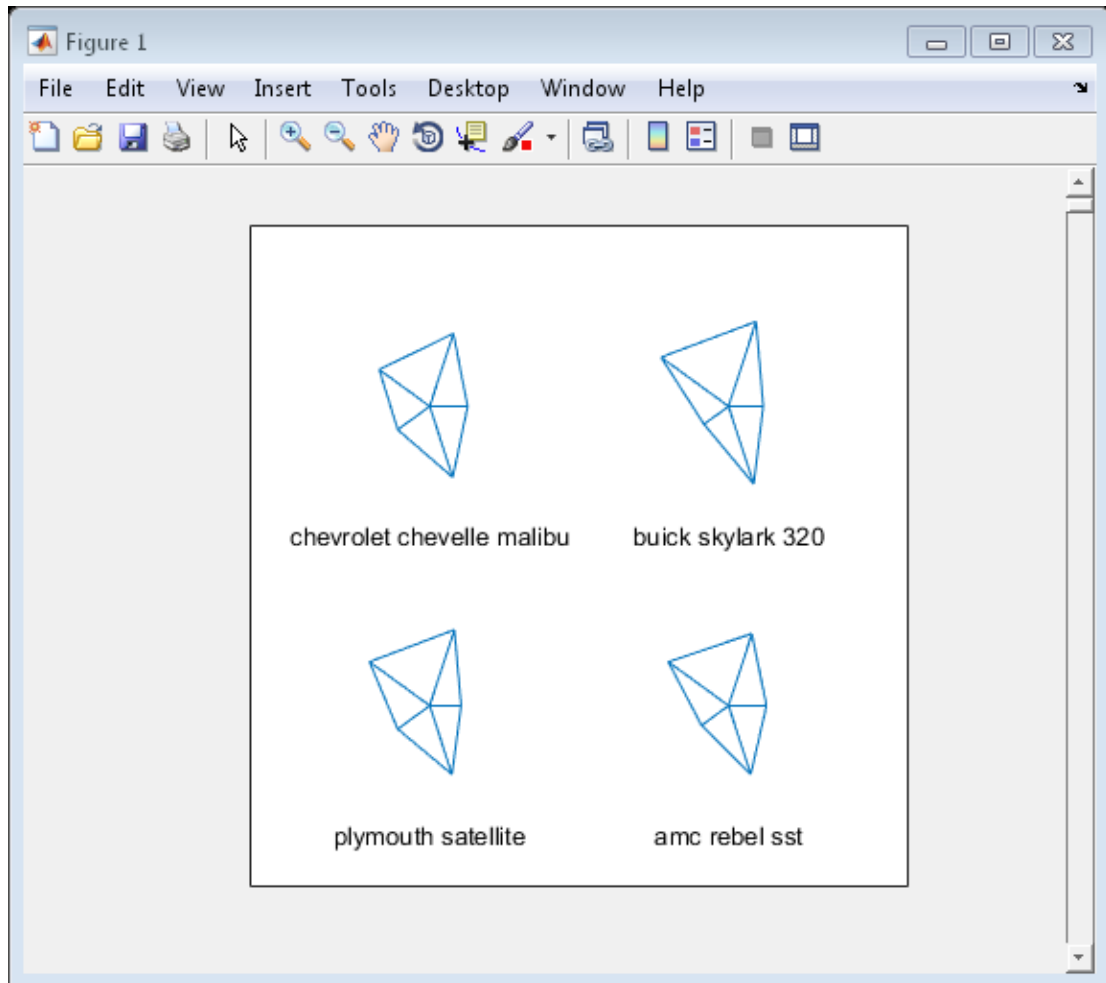 Figure 1
File Edit View Insert Tools Desktop Window Help
chevrolet chevelle malibu buick skylark 320
plymouth satellite amc rebel sst